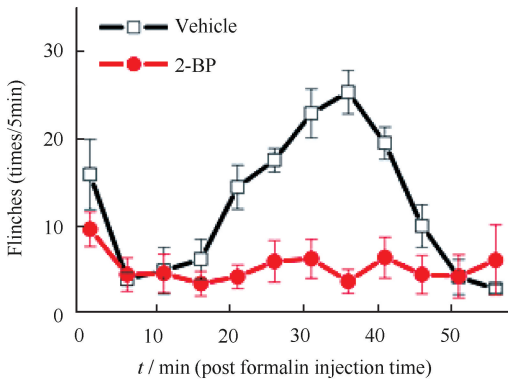 Vehicle
2-BP
Flinches (times/5min)
30
20
10
0
0 10 20 30 40 50
t / min (post formalin injection time)